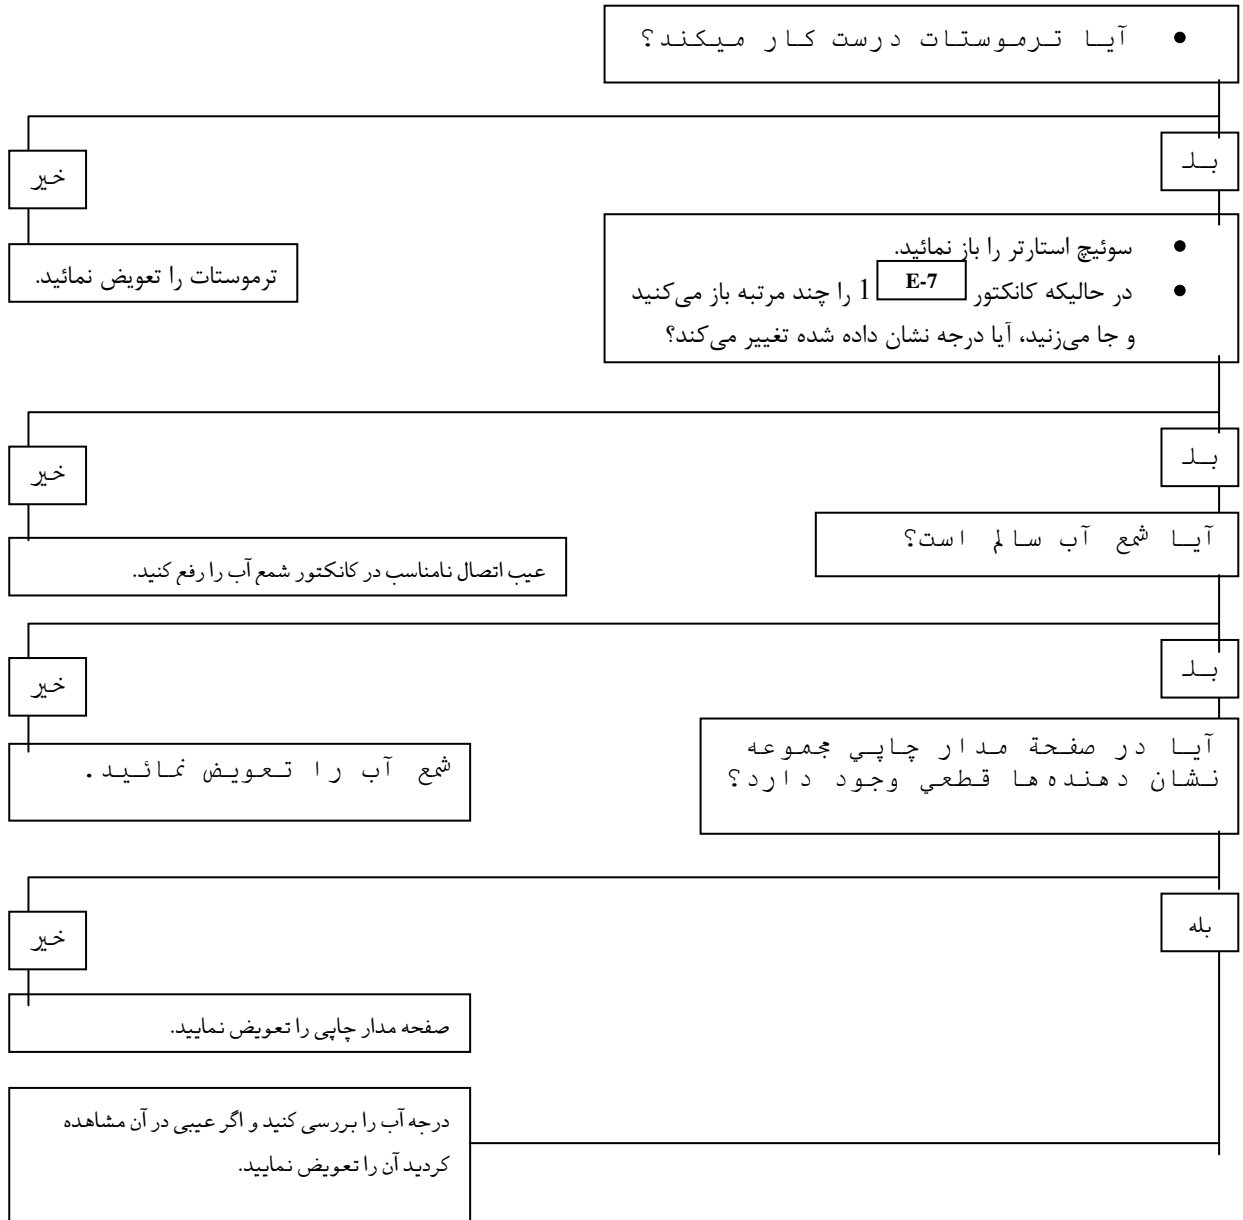 • آیا ترموستات درست کار میکند؟
بلـ
خیر
• سوئیچ استارتر را باز نمائید.
• در حالیکه کانکتور E-7 1 را چند مرتبه باز می‌کنید
و جا می‌زنید، آیا درجه نشان داده شده تغییر می‌کند؟
ترموستات را تعویض نمائید.
بلـ
خیر
آیا شمع آب سالم است؟
عیب اتصال نامناسب در کانکتور شمع آب را رفع کنید.
بلـ
خیر
آیا در صفحة مدار چاپي مجموعه
نشان دهنده‌ها قطعي وجود دارد؟
شمع آب را تعویض نمائید.
بله
خیر
صفحه مدار چاپی را تعویض نمایید.
درجه آب را بررسی کنید و اگر عیبی در آن مشاهده
کردید آن را تعویض نمایید.